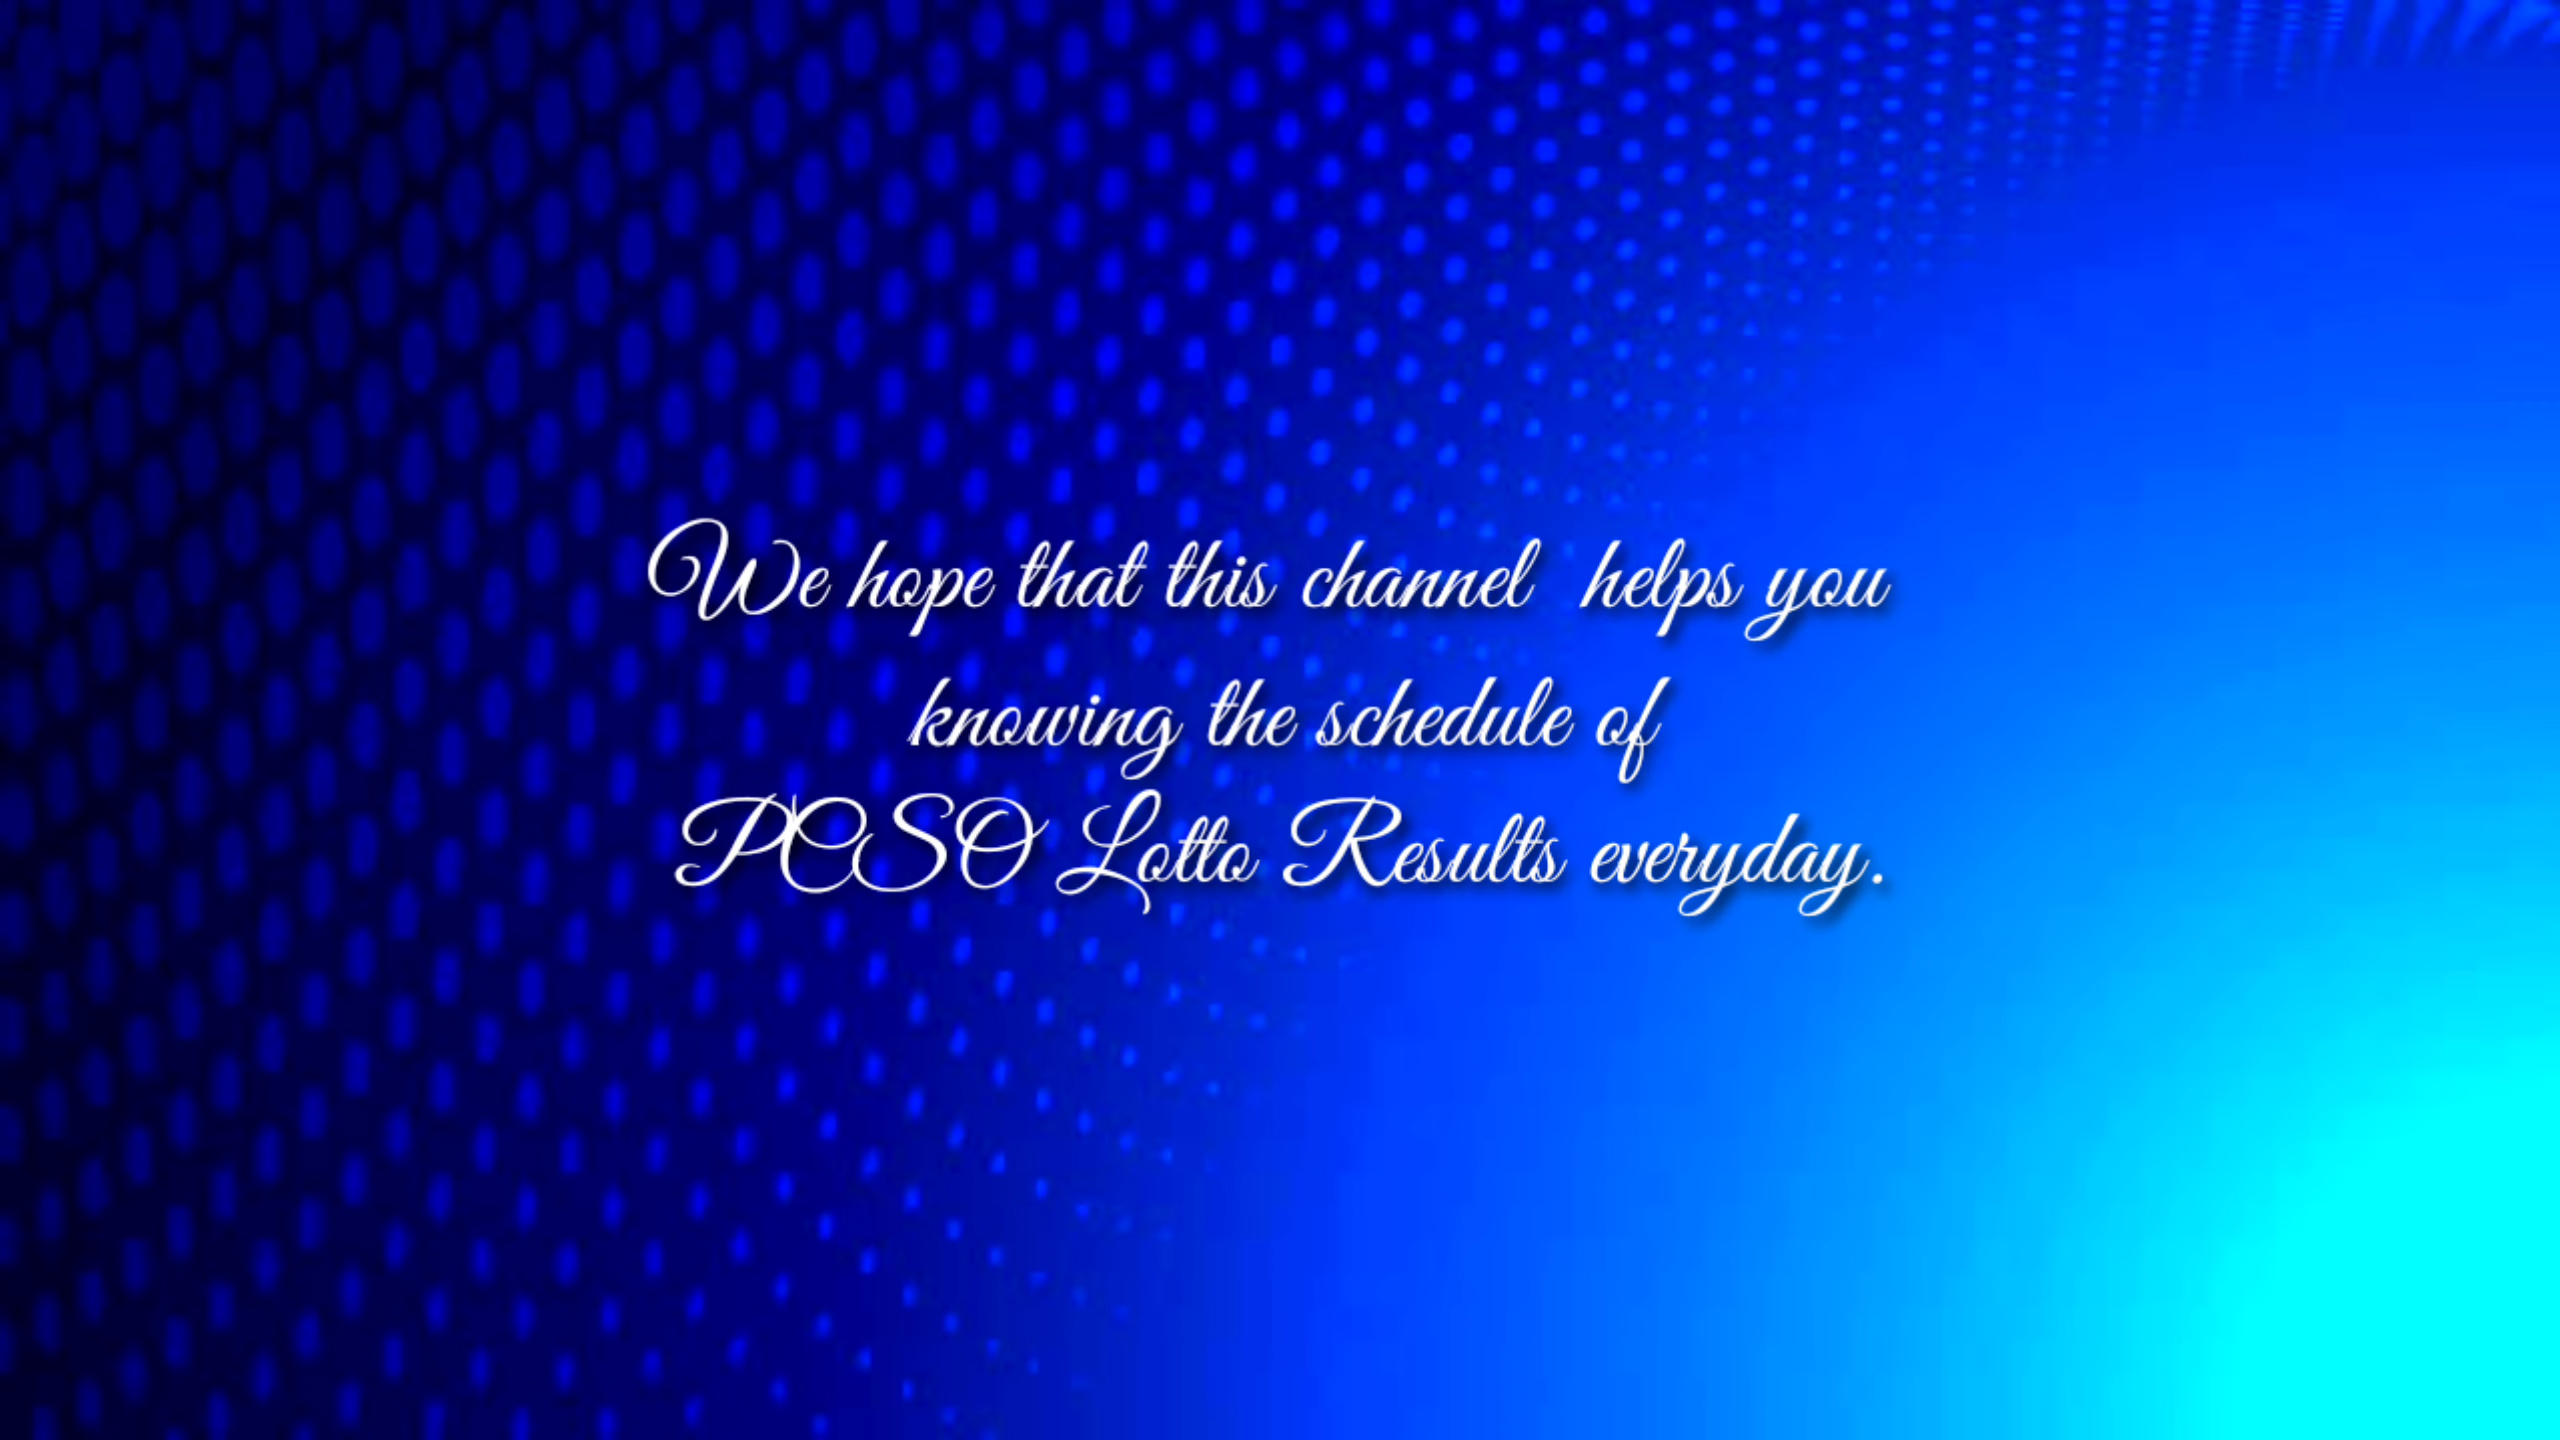 We hope that this channel helps you
knowing the schedule of
PCSO Lotto Results everyday.